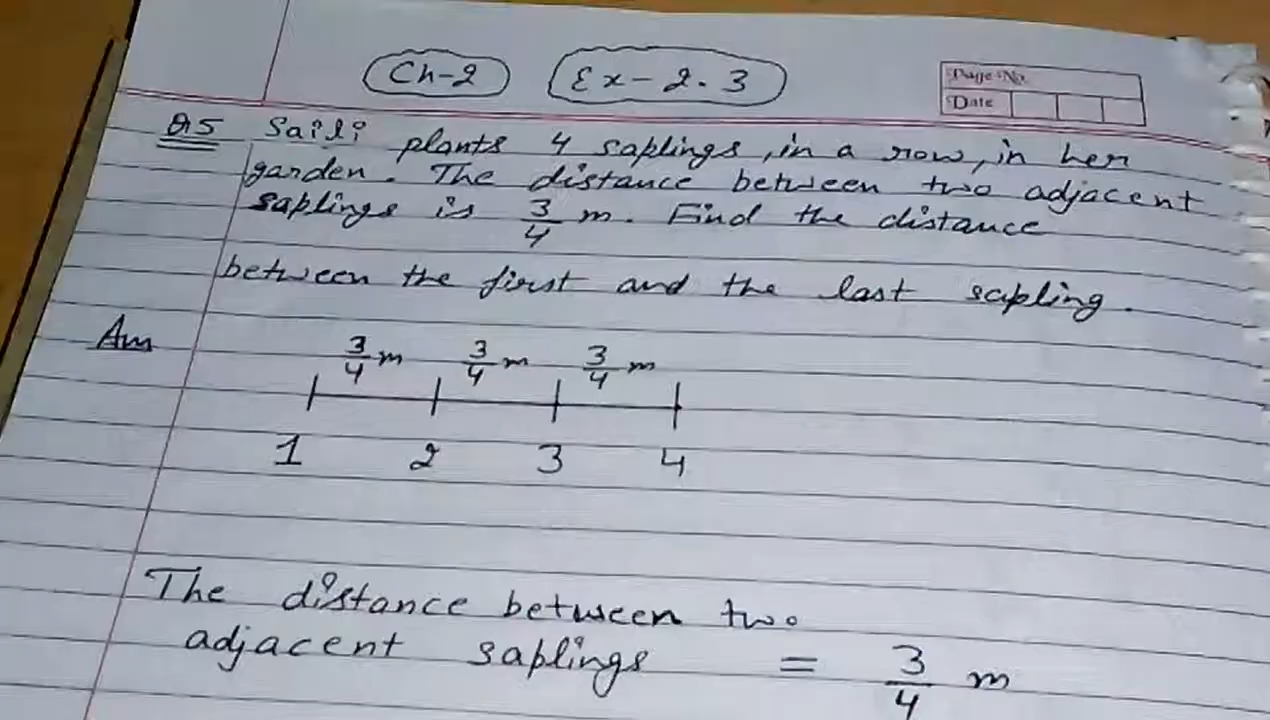 Ch-2 Ex-2.3
Page No.
Date
Q5 Saili plants 4 saplings, in a row, in her
garden. The distance between two adjacent
saplings is 3/4 m. Find the distance
between the first and the last sapling.
Ans
3/4 m 3/4 m 3/4 m
1 2 3 4
The distance between two
adjacent saplings = 3/4 m